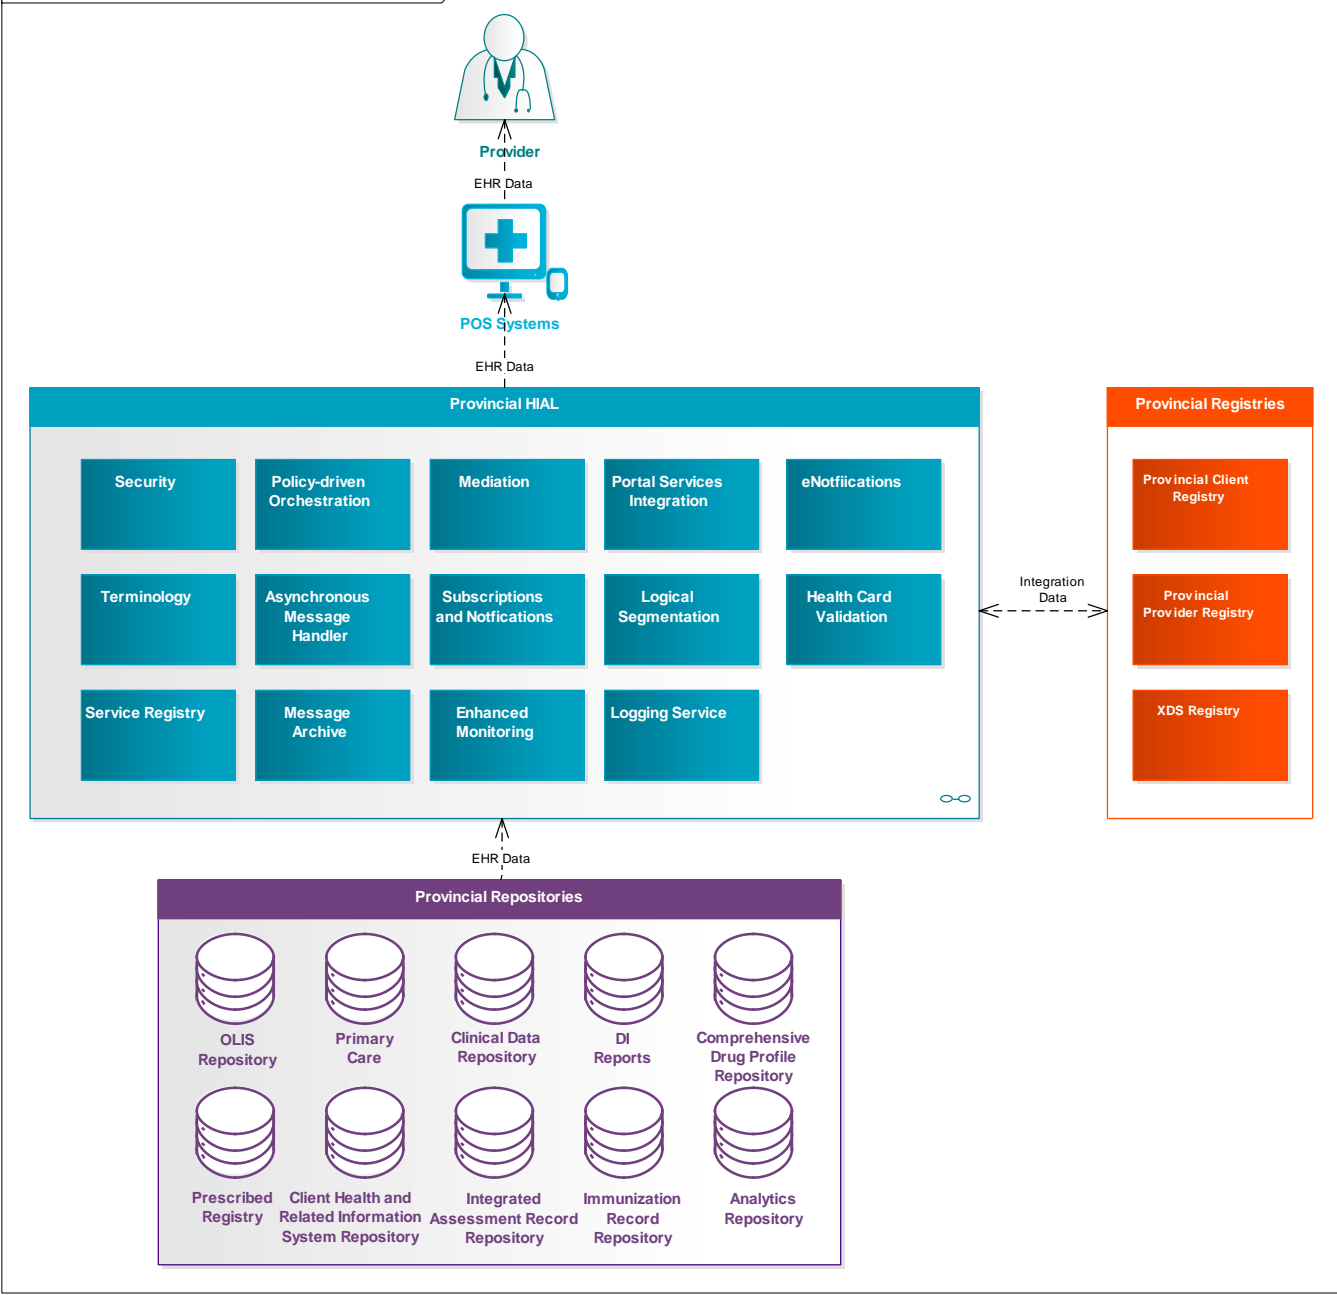 Provider
EHR Data
POS Systems
EHR Data
Provincial HIAL
Provincial Registries
Security
Policy-driven
Orchestration
Mediation
Portal Services
Integration
eNotfiications
Provincial Client
Registry
Integration
Data
Terminology
Asynchronous
Message
Handler
Subscriptions
and Notfications
Logical
Segmentation
Health Card
Validation
Provincial
Provider Registry
Service Registry
Message
Archive
Enhanced
Monitoring
Logging Service
XDS Registry
EHR Data
Provincial Repositories
OLIS
Repository
Primary
Care
Clinical Data
Repository
DI
Reports
Comprehensive
Drug Profile
Repository
Prescribed
Registry
Client Health and
Related Information
System Repository
Integrated
Assessment Record
Repository
Immunization
Record
Repository
Analytics
Repository